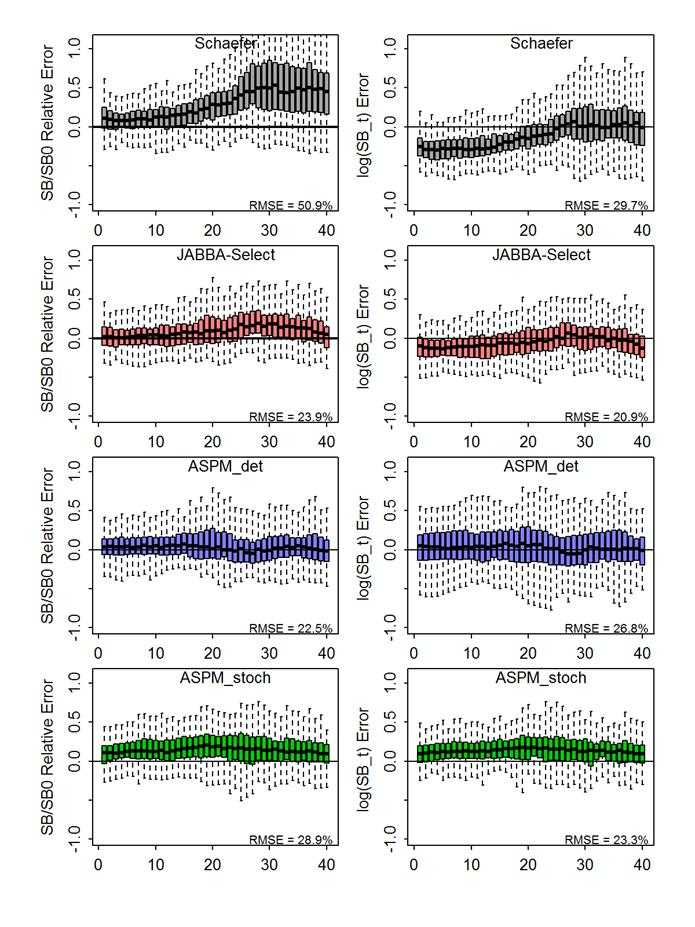 Schaefer
SB/SB0 Relative Error
1.0
0.5
0.0
-1.0
RMSE = 50.9%
0 10 20 30 40
Schaefer
log(SB_t) Error
1.0
0.5
0.0
-1.0
RMSE = 29.7%
0 10 20 30 40
JABBA-Select
SB/SB0 Relative Error
1.0
0.5
0.0
-1.0
RMSE = 23.9%
0 10 20 30 40
JABBA-Select
log(SB_t) Error
1.0
0.5
0.0
-1.0
RMSE = 20.9%
0 10 20 30 40
ASPM_det
SB/SB0 Relative Error
1.0
0.5
0.0
-1.0
RMSE = 22.5%
0 10 20 30 40
ASPM_det
log(SB_t) Error
1.0
0.5
0.0
-1.0
RMSE = 26.8%
0 10 20 30 40
ASPM_stoch
SB/SB0 Relative Error
1.0
0.5
0.0
-1.0
RMSE = 28.9%
0 10 20 30 40
ASPM_stoch
log(SB_t) Error
1.0
0.5
0.0
-1.0
RMSE = 23.3%
0 10 20 30 40